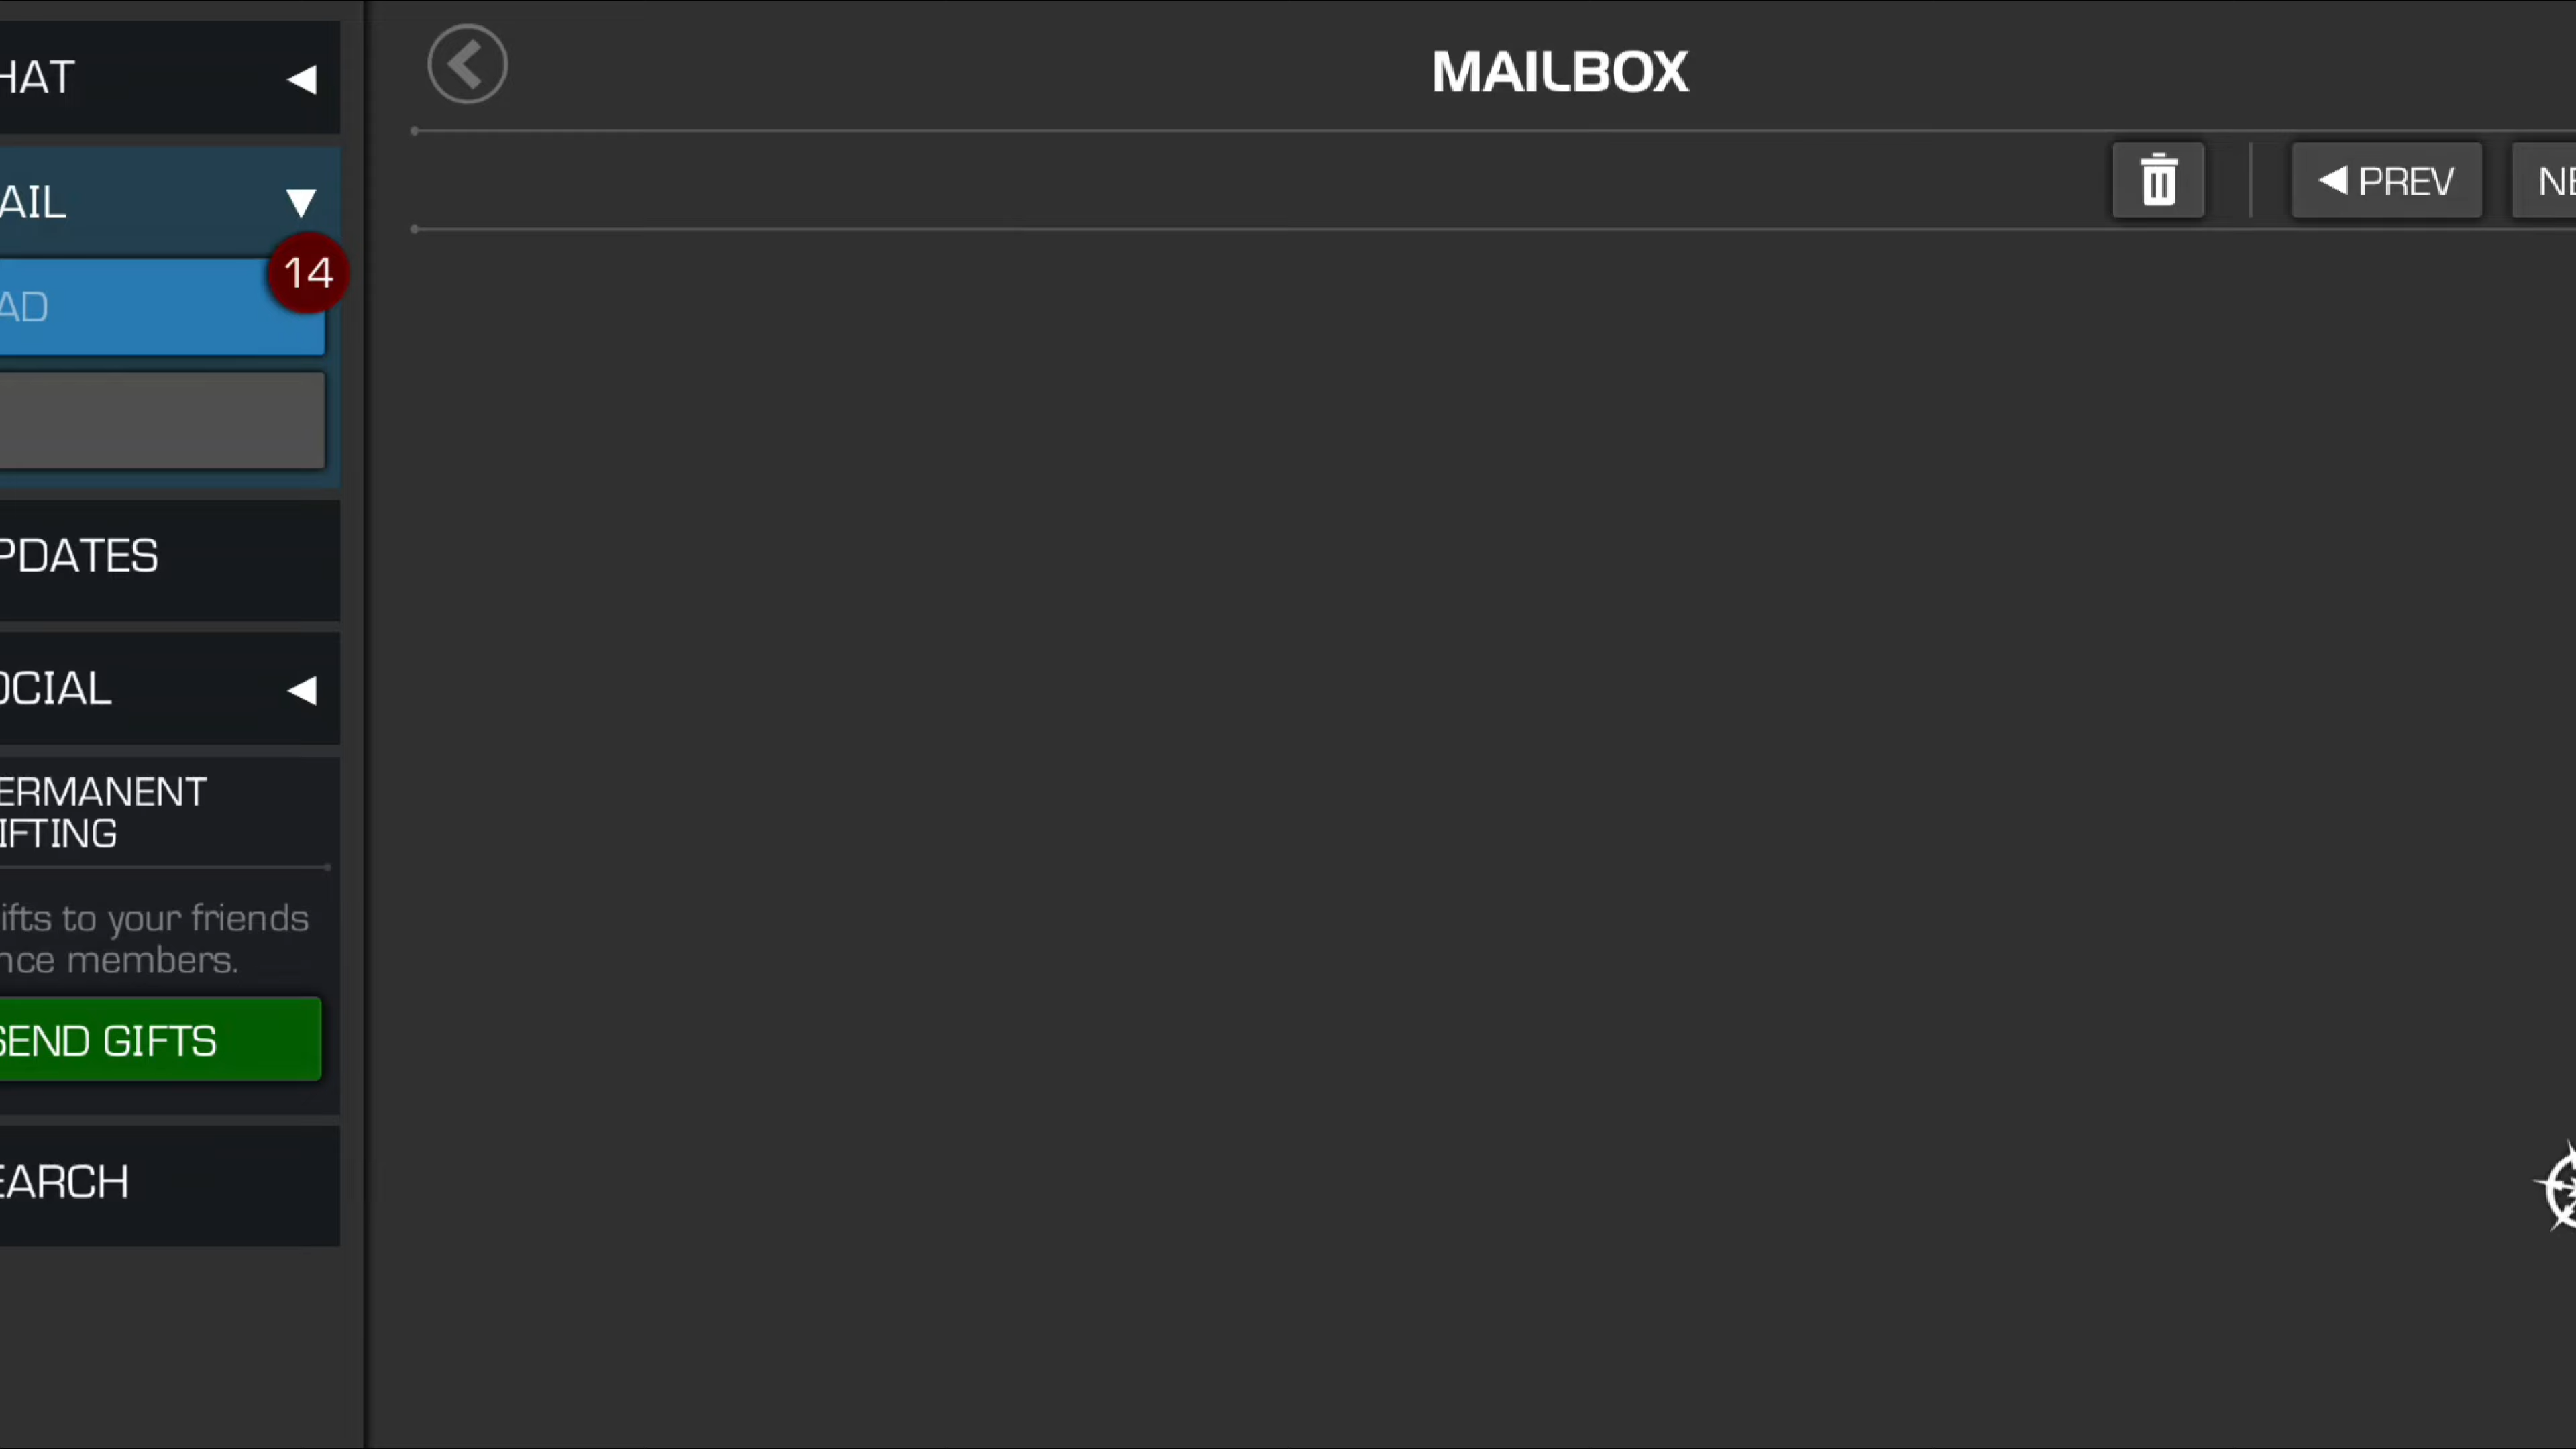 HAT
MAILBOX
AIL
PREV
NE
14
AD
PDATES
OCIAL
ERMANENT
IFTING
ifts to your friends
nce members.
SEND GIFTS
EARCH